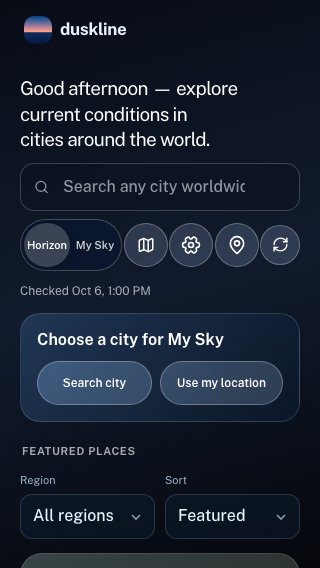 duskline
Good afternoon — explore
current conditions in
cities around the world.
Search any city worldwic
Horizon My Sky
Checked Oct 6, 1:00 PM
Choose a city for My Sky
Search city Use my location
FEATURED PLACES
Region Sort
All regions Featured